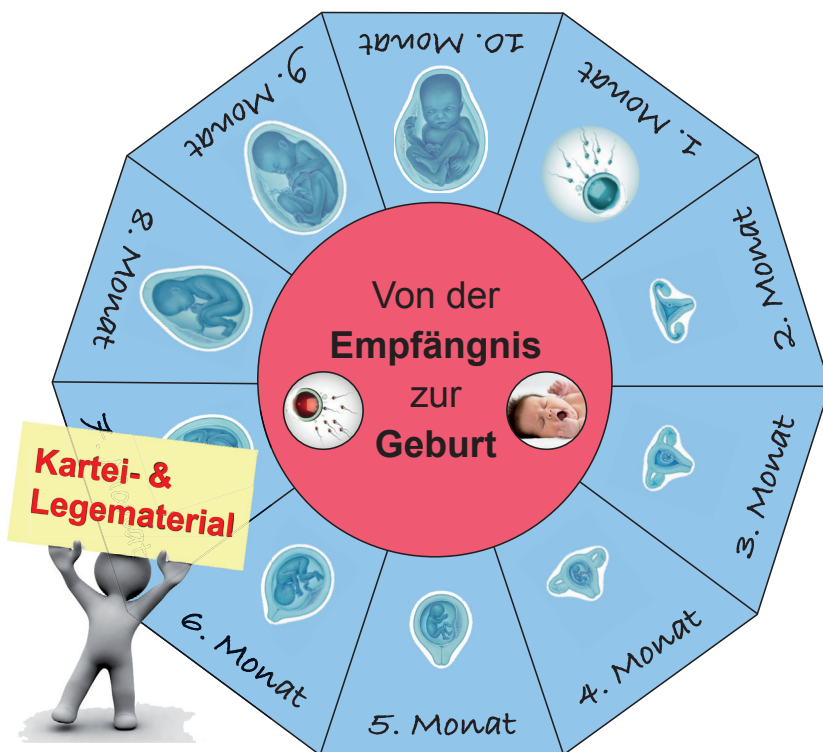 Von der
Empfängnis
zur
Geburt
1. Monat
2. Monat
3. Monat
4. Monat
5. Monat
6. Monat
8. Monat
9. Monat
10. Monat
Kartei- &
Legematerial